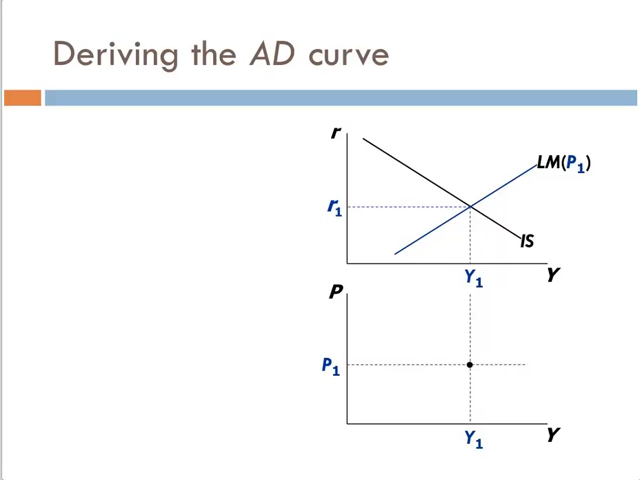 Deriving the AD curve
r
LM(P1)
r1
IS
Y1
Y
P
P1
Y1
Y